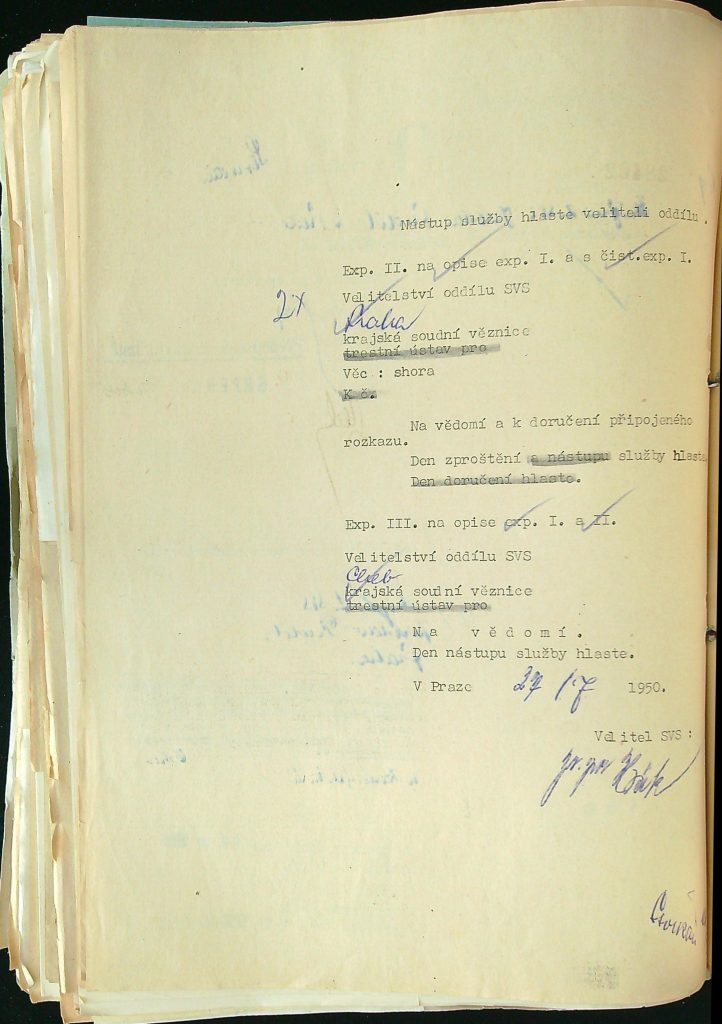 Nástup služby hlaste veliteli oddílu.
Exp. II. na opise exp. I. a s čist.exp. I.
2x
Velitelství oddílu SVS
Praha
krajská soudní věznice
trestní ústav pro
Věc : shora
K č.
Na vědomí a k doručení připojeného
rozkazu.
Den zproštění a nástupu služby hlaste
Den doručení hlaste.
Exp. III. na opise exp. I. a II.
Velitelství oddílu SVS
Cheb
krajská soudní věznice
trestní ústav pro
Na vědomí.
Den nástupu služby hlaste.
V Praze 27/7 1950.
Velitel SVS: